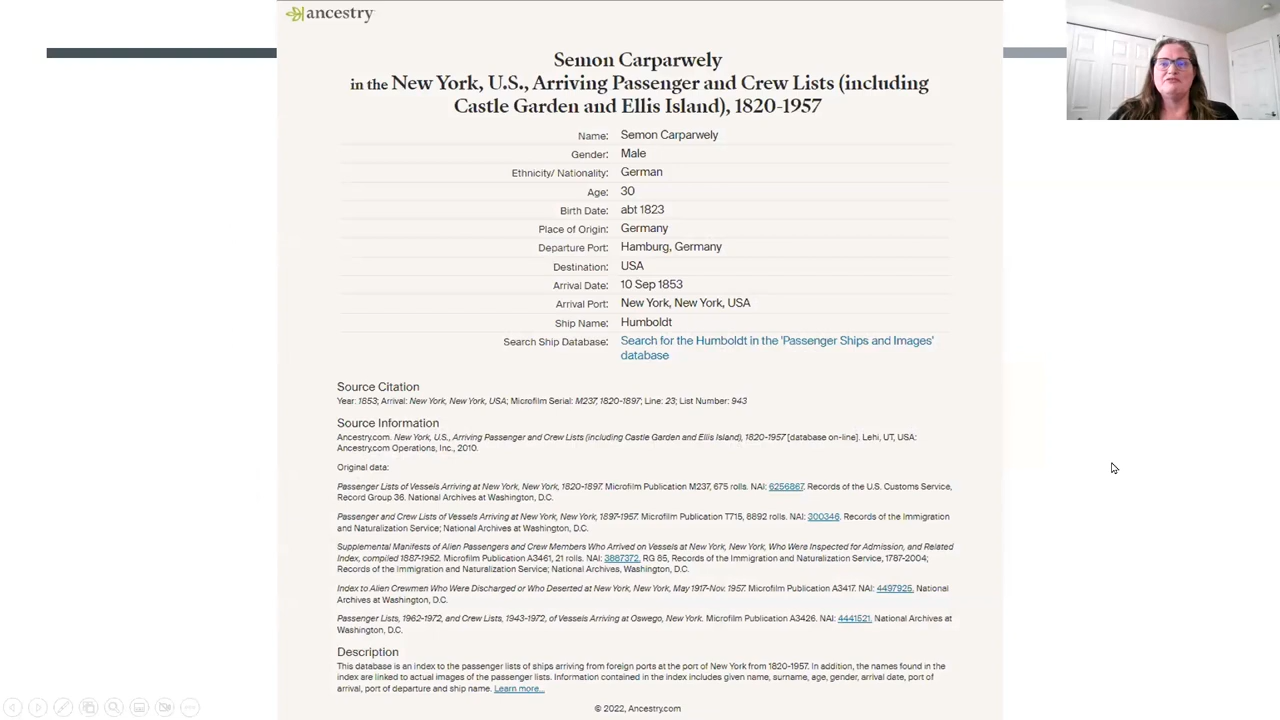 ancestry
Semon Carparwely
in the New York, U.S., Arriving Passenger and Crew Lists (including
Castle Garden and Ellis Island), 1820-1957
Name: Semon Carparwely
Gender: Male
Ethnicity/ Nationality: German
Age: 30
Birth Date: abt 1823
Place of Origin: Germany
Departure Port: Hamburg, Germany
Destination: USA
Arrival Date: 10 Sep 1853
Arrival Port: New York, New York, USA
Ship Name: Humboldt
Search Ship Database: Search for the Humboldt in the 'Passenger Ships and Images'
database
Source Citation
Year: 1853; Arrival: New York, New York, USA; Microfilm Serial: M237, 1820-1897; Line: 23; List Number: 943
Source Information
Ancestry.com. New York, U.S., Arriving Passenger and Crew Lists (including Castle Garden and Ellis Island), 1820-1957 [database on-line]. Lehi, UT, USA:
Ancestry.com Operations, Inc., 2010.
Original data:
Passenger Lists of Vessels Arriving at New York, New York, 1820-1897. Microfilm Publication M237, 675 rolls. NAI: 6256867. Records of the U.S. Customs Service,
Record Group 36. National Archives at Washington, D.C.
Passenger and Crew Lists of Vessels Arriving at New York, New York, 1897-1957. Microfilm Publication T715, 8892 rolls. NAI: 300346. Records of the Immigration
and Naturalization Service; National Archives at Washington, D.C.
Supplemental Manifests of Alien Passengers and Crew Members Who Arrived on Vessels at New York, New York, Who Were Inspected for Admission, and Related
Index, compiled 1887-1952. Microfilm Publication A3461, 21 rolls. NAI: 3887372. RG 85, Records of the Immigration and Naturalization Service, 1787-2004;
Records of the Immigration and Naturalization Service; National Archives, Washington, D.C.
Index to Alien Crewmen Who Were Discharged or Who Deserted at New York, New York, May 1917-Nov. 1957. Microfilm Publication A3417. NAI: 4497925. National
Archives at Washington, D.C.
Passenger Lists, 1962-1972, and Crew Lists, 1943-1972, of Vessels Arriving at Oswego, New York. Microfilm Publication A3426. NAI: 4441521. National Archives at
Washington, D.C.
Description
This database is an index to the passenger lists of ships arriving from foreign ports at the port of New York from 1820-1957. In addition, the names found in the
index are linked to actual images of the passenger lists. Information contained in the index includes given name, surname, age, gender, arrival date, port of
arrival, port of departure and ship name. Learn more...
© 2022, Ancestry.com